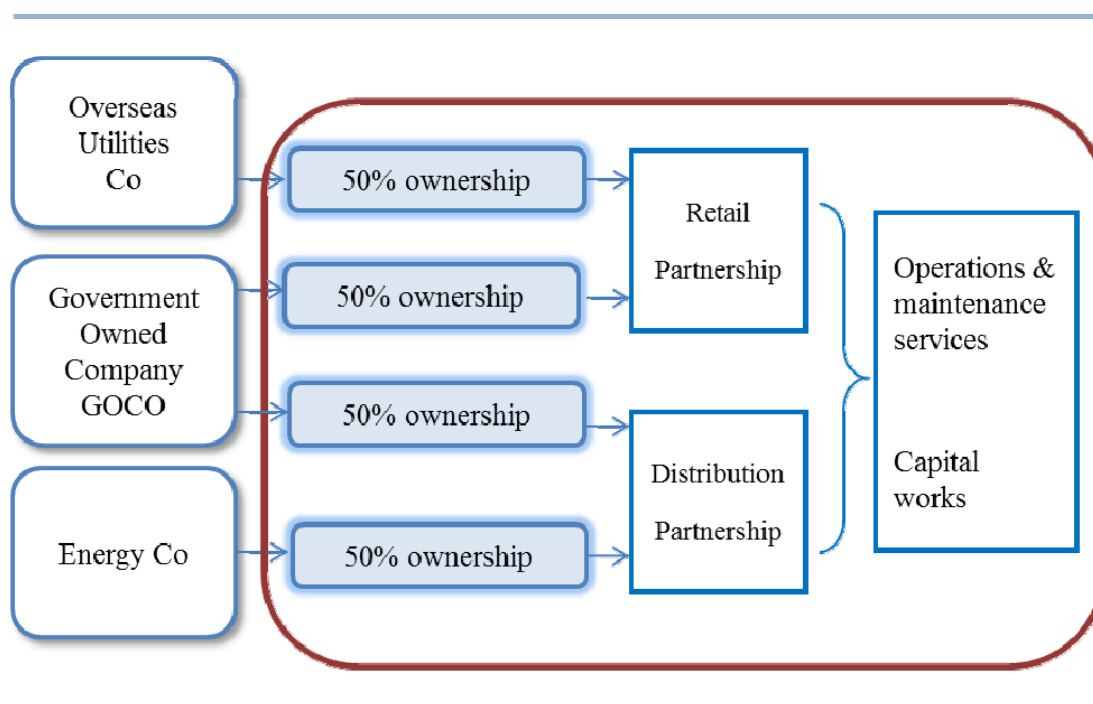 Overseas
Utilities
Co
Government
Owned
Company
GOCO
Energy Co
50% ownership
50% ownership
50% ownership
50% ownership
Retail
Partnership
Distribution
Partnership
Operations &
maintenance
services
Capital
works